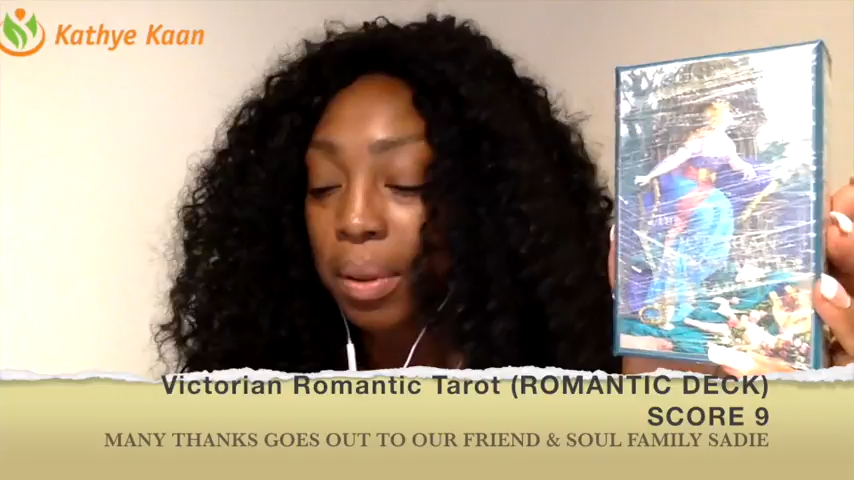 Kathye Kaan
Victorian Romantic Tarot (ROMANTIC DECK)
SCORE 9
MANY THANKS GOES OUT TO OUR FRIEND & SOUL FAMILY SADIE